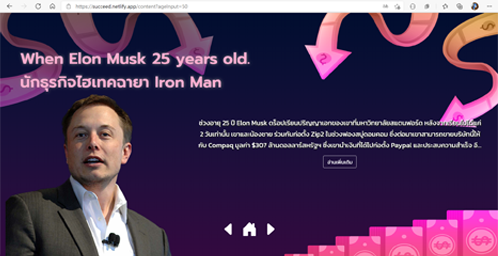 https://succeed.netlify.app/content?ageInput=30
When Elon Musk 25 years old.
นักธุรกิจไฮเทคฉายา Iron Man
ช่วงอายุ 25 ปี Elon Musk ดร็อปเรียนปริญญาเอกของเขาที่มหาวิทยาลัยสแตนฟอร์ด หลังจากเรียนไปได้แค่
2 วันเท่านั้น เขาและน้องชาย ร่วมกันก่อตั้ง Zip2 ในช่วงฟองสบู่ดอทคอม ซึ่งต่อมาเขาสามารถขายบริษัทนี้ให้
กับ Compaq มูลค่า $307 ล้านดอลลาร์สหรัฐฯ ซึ่งเขานำเงินที่ได้ไปก่อตั้ง Paypal และประสบความสำเร็จ อี...
อ่านเพิ่มเติม